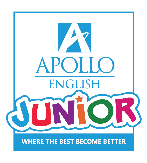 APOLLO
ENGLISH
JUNIOR
WHERE THE BEST BECOME BETTER